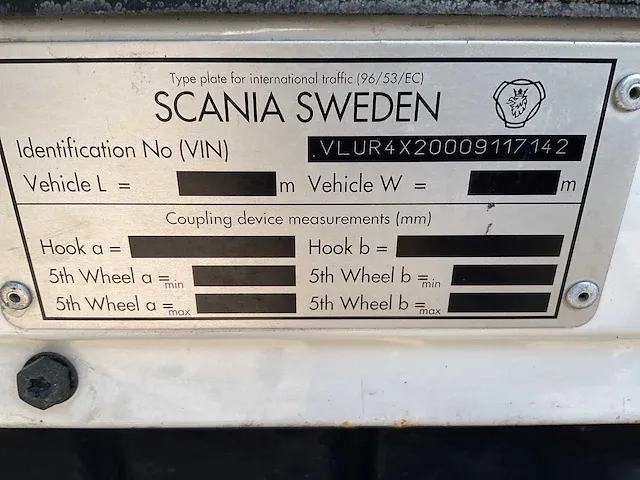 Type plate for international traffic (96/53/EC)
SCANIA SWEDEN
Identification No (VIN) VLUR4X20009117142
Vehicle L = m Vehicle W = m
Coupling device measurements (mm)
Hook a = Hook b =
5th Wheel a =min 5th Wheel b =min
5th Wheel a =max 5th Wheel b =max